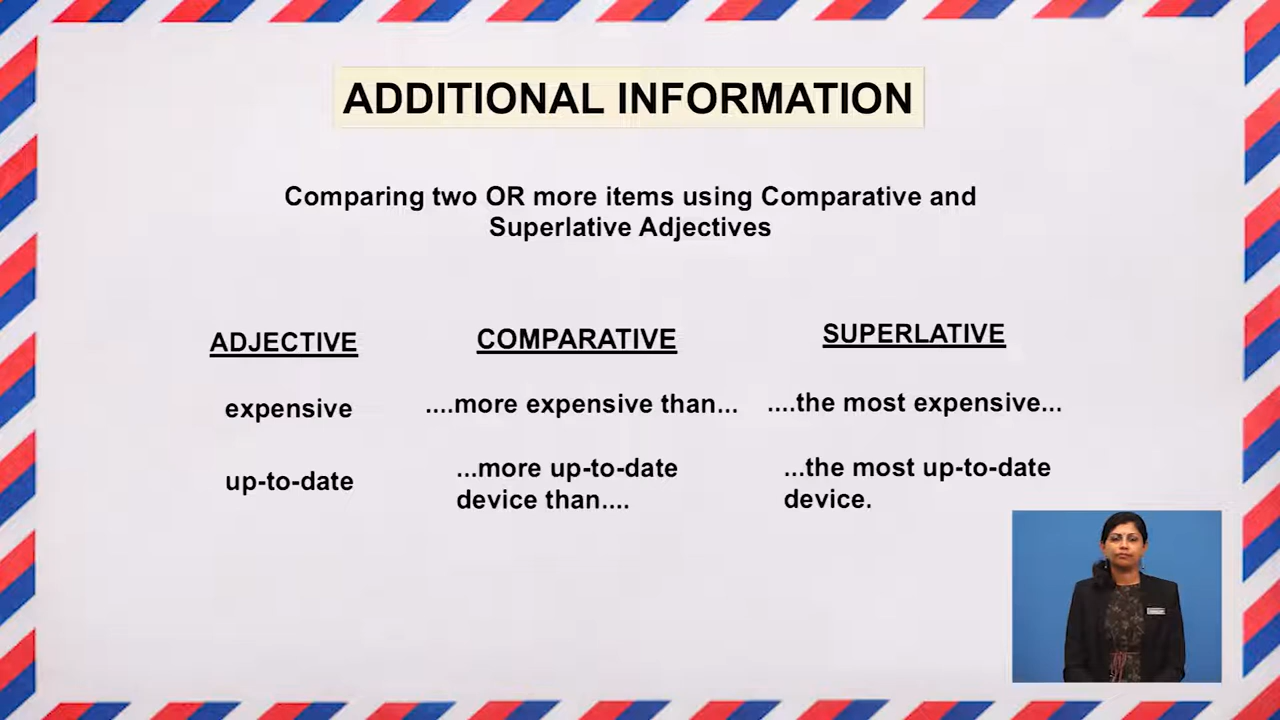 ADDITIONAL INFORMATION
Comparing two OR more items using Comparative and
Superlative Adjectives
ADJECTIVE
COMPARATIVE
SUPERLATIVE
expensive
....more expensive than...
....the most expensive...
up-to-date
...more up-to-date
device than....
...the most up-to-date
device.